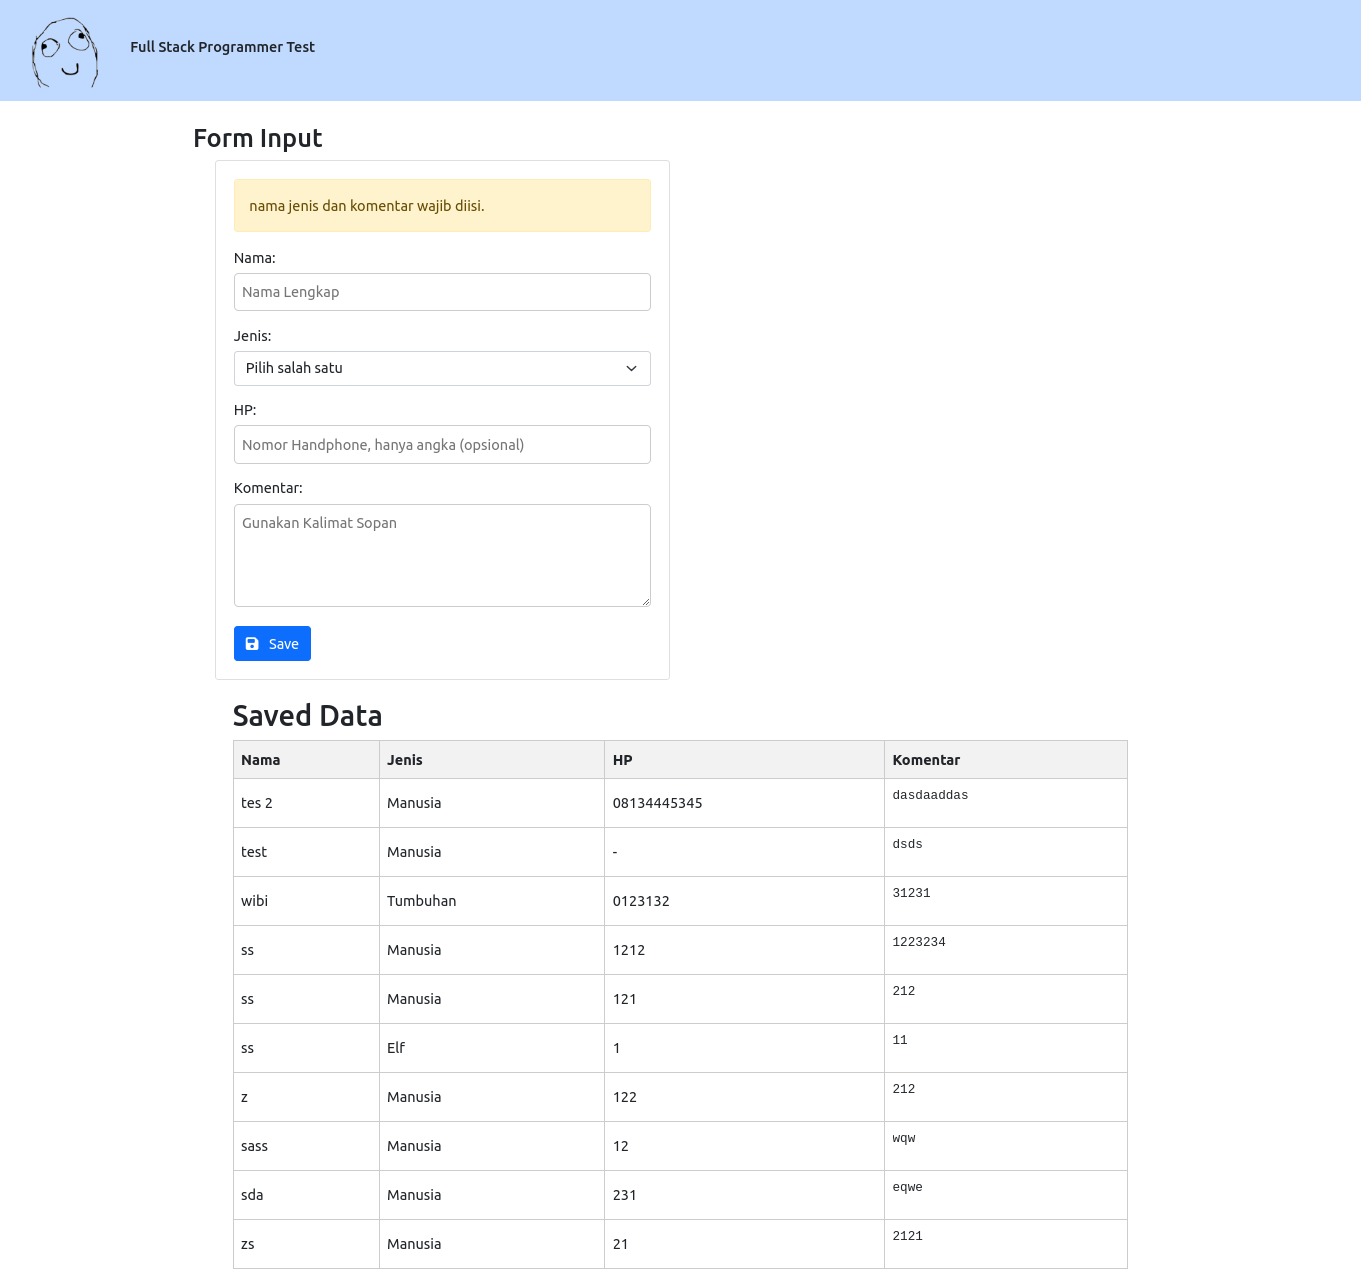 Full Stack Programmer Test
Form Input
nama jenis dan komentar wajib diisi.
Nama:
Nama Lengkap
Jenis:
Pilih salah satu
HP:
Nomor Handphone, hanya angka (opsional)
Komentar:
Gunakan Kalimat Sopan
Save
Saved Data
Nama Jenis HP Komentar
tes 2 Manusia 08134445345 dasdaaddas
test Manusia - dsds
wibi Tumbuhan 0123132 31231
ss Manusia 1212 1223234
ss Manusia 121 212
ss Elf 1 11
z Manusia 122 212
sass Manusia 12 wqw
sda Manusia 231 eqwe
zs Manusia 21 2121